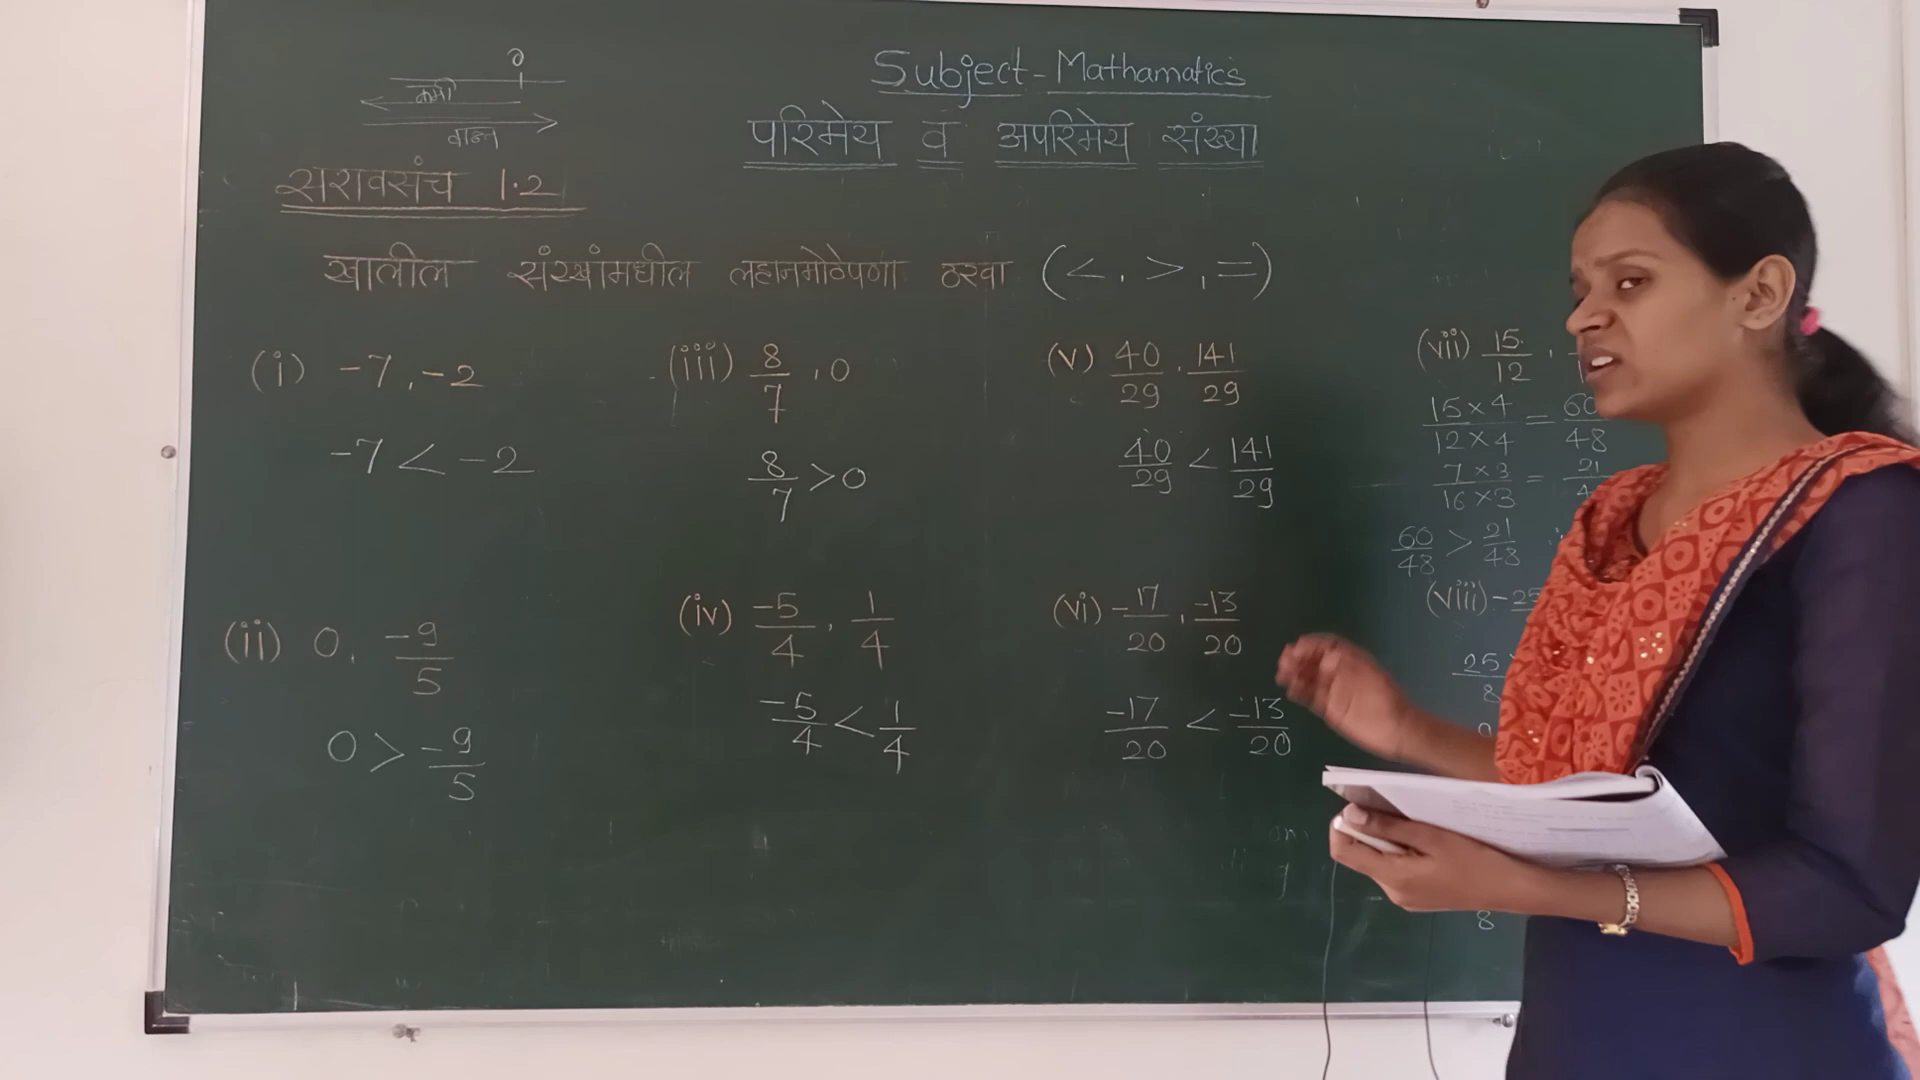 Subject - Mathamatics
परिमेय व अपरिमेय संख्या
०
कमी
सरावसंच 1.2
खालील संख्यांमधील लहानमोठेपणा ठरवा (<, >, =)
(i) -7, -2
-7 < -2
(ii) 0, -9/5
0 > -9/5
(iii) 8/7, 0
8/7 > 0
(iv) -5/4, 1/4
-5/4 < 1/4
(v) 40/29, 141/29
40/29 < 141/29
(vi) -17/20, -13/20
-17/20 < -13/20
(vii) 15/12,
15×4/12×4 = 60/48
7×3/16×3 = 21/4
60/48 > 21/48
(viii) -25
25/8
8